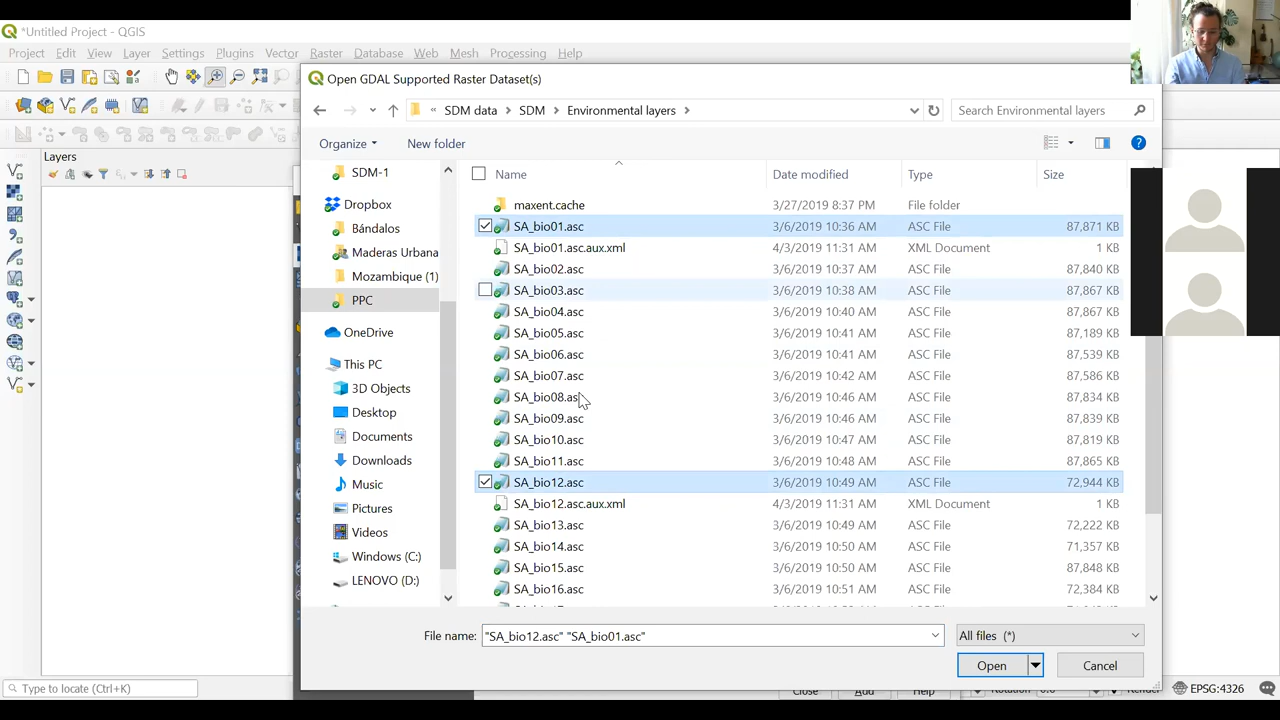 *Untitled Project - QGIS
Project Edit View Layer Settings Plugins Vector Raster Database Web Mesh Processing Help
Open GDAL Supported Raster Dataset(s)
« SDM data > SDM > Environmental layers >
Search Environmental layers
Organize
New folder
Layers
Name
Date modified
Type
Size
SDM-1
Dropbox
Bándalos
Maderas Urbana
Mozambique (1)
PPC
OneDrive
This PC
3D Objects
Desktop
Documents
Downloads
Music
Pictures
Videos
Windows (C:)
LENOVO (D:)
maxent.cache 3/27/2019 8:37 PM File folder
SA_bio01.asc 3/6/2019 10:36 AM ASC File 87,871 KB
SA_bio01.asc.aux.xml 4/3/2019 11:31 AM XML Document 1 KB
SA_bio02.asc 3/6/2019 10:37 AM ASC File 87,840 KB
SA_bio03.asc 3/6/2019 10:38 AM ASC File 87,867 KB
SA_bio04.asc 3/6/2019 10:40 AM ASC File 87,867 KB
SA_bio05.asc 3/6/2019 10:41 AM ASC File 87,189 KB
SA_bio06.asc 3/6/2019 10:41 AM ASC File 87,539 KB
SA_bio07.asc 3/6/2019 10:42 AM ASC File 87,586 KB
SA_bio08.asc 3/6/2019 10:46 AM ASC File 87,834 KB
SA_bio09.asc 3/6/2019 10:46 AM ASC File 87,839 KB
SA_bio10.asc 3/6/2019 10:47 AM ASC File 87,819 KB
SA_bio11.asc 3/6/2019 10:48 AM ASC File 87,865 KB
SA_bio12.asc 3/6/2019 10:49 AM ASC File 72,944 KB
SA_bio12.asc.aux.xml 4/3/2019 11:31 AM XML Document 1 KB
SA_bio13.asc 3/6/2019 10:49 AM ASC File 72,222 KB
SA_bio14.asc 3/6/2019 10:50 AM ASC File 71,357 KB
SA_bio15.asc 3/6/2019 10:50 AM ASC File 87,848 KB
SA_bio16.asc 3/6/2019 10:51 AM ASC File 72,384 KB
File name: "SA_bio12.asc" "SA_bio01.asc"
All files (*)
Open
Cancel
Type to locate (Ctrl+K)
Close
Add
Help
Rotation
EPSG:4326